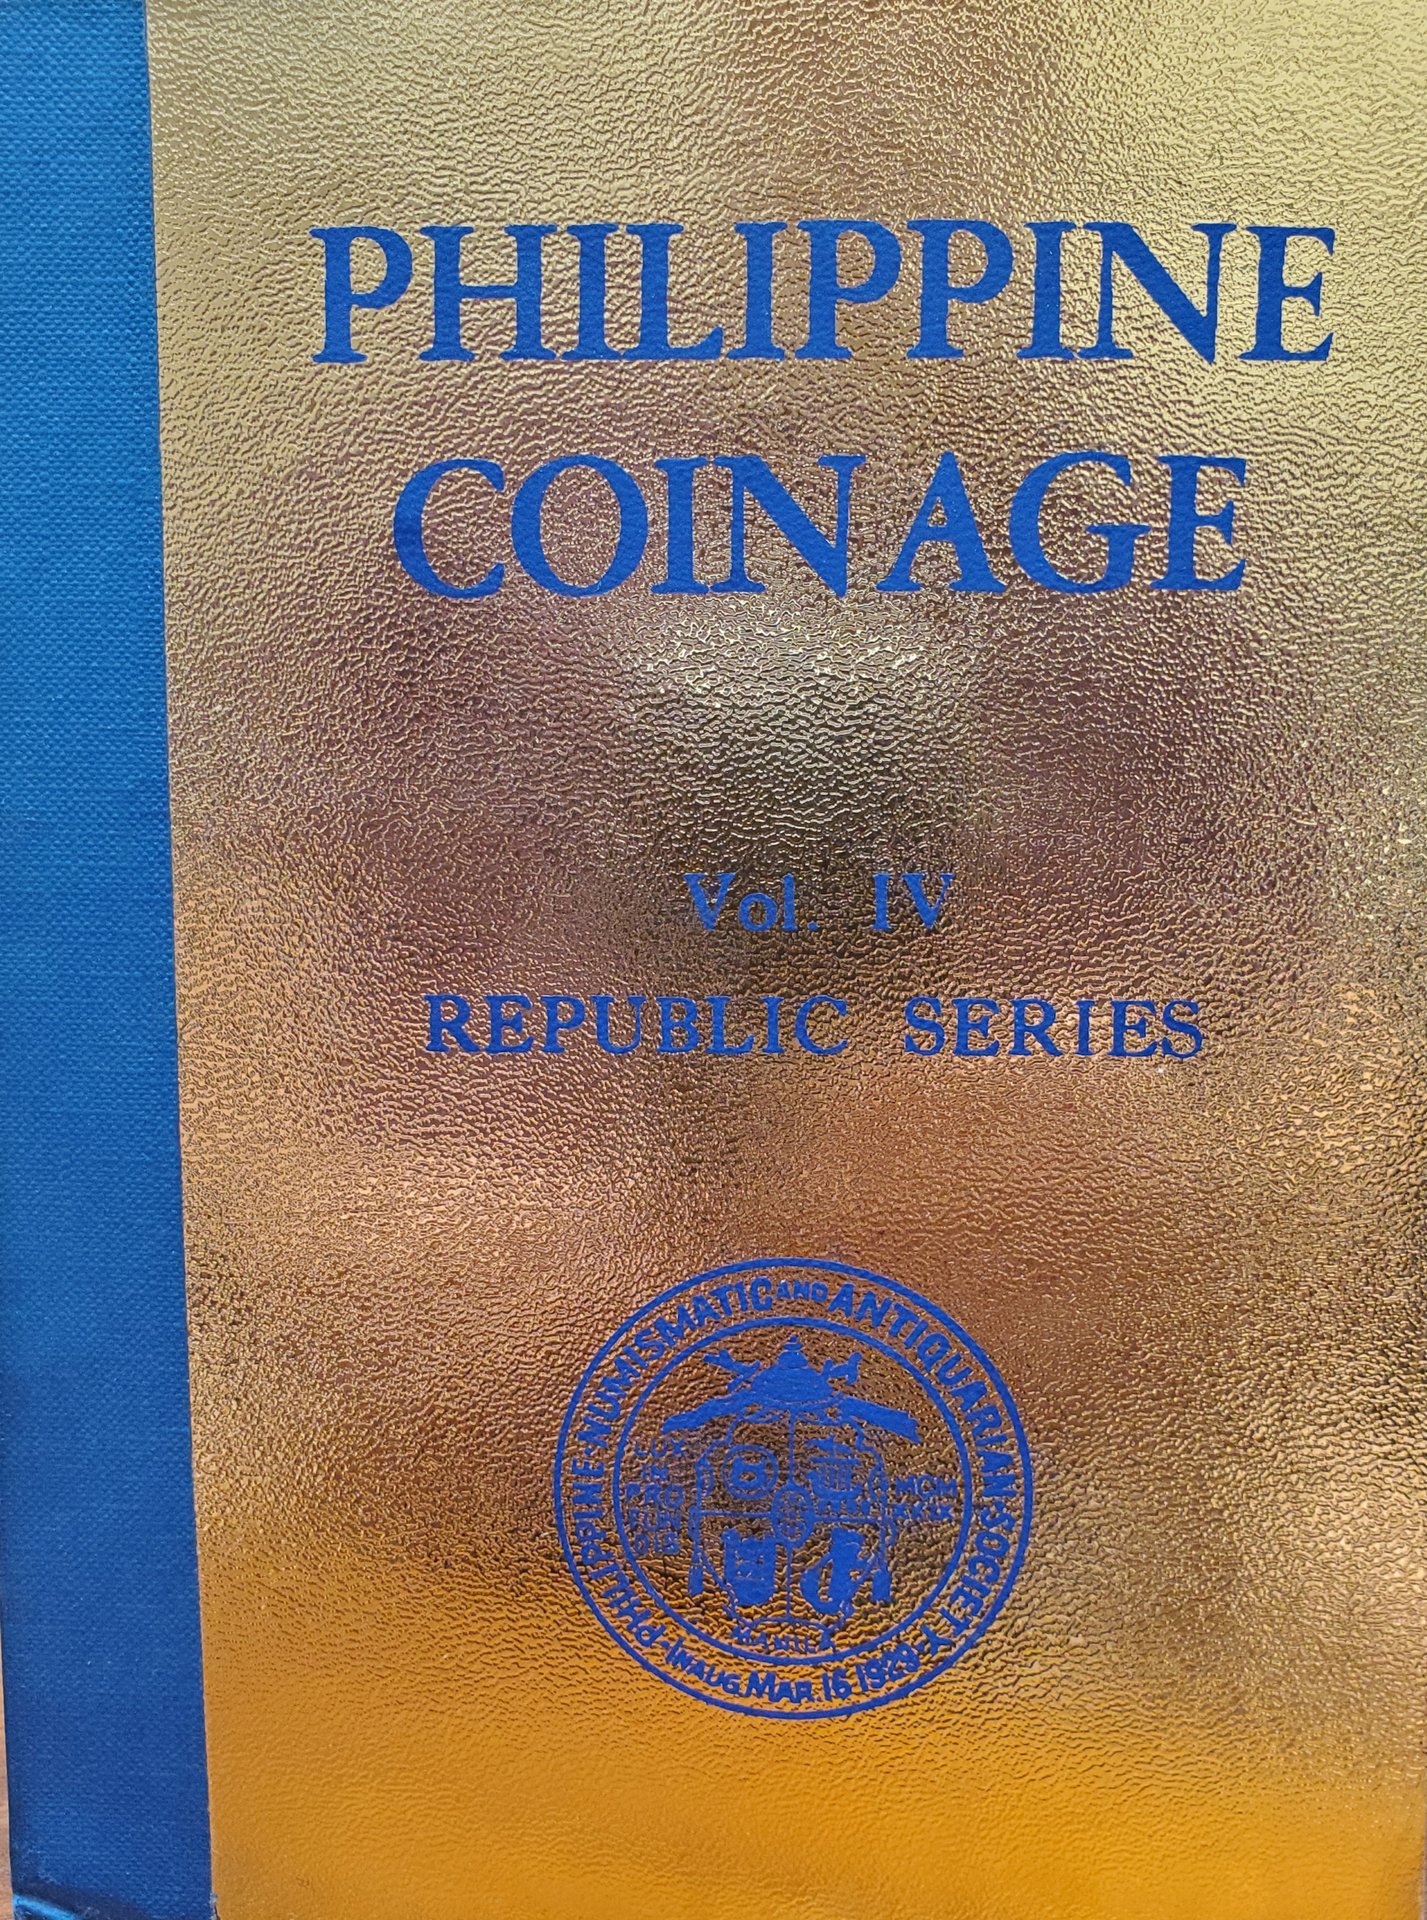 PHILIPPINE
COINAGE
Vol. IV
REPUBLIC SERIES
PHILIPPINE·NUMISMATIC AND ANTIQUARIAN·SOCIETY·
LUX
IN
PRO
FUN
DIS
MCM
XXIX
MANILA
INAUG. MAR. 16 1929